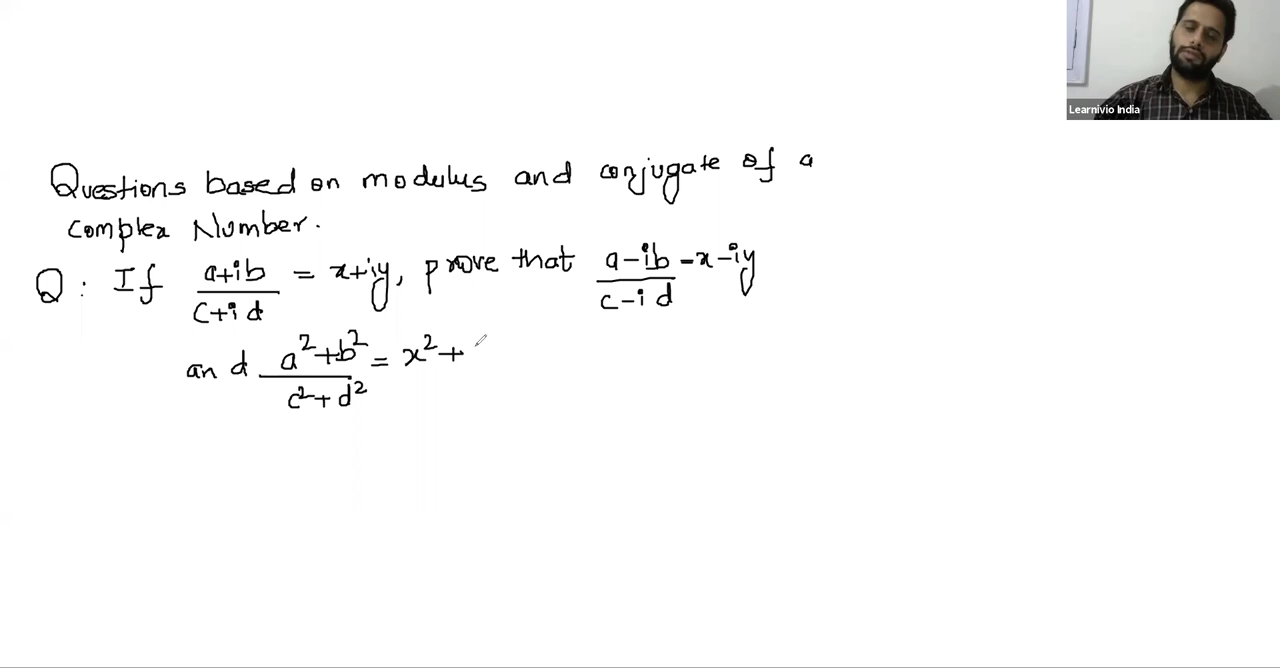 Learnivio India
Questions based on modulus and conjugate of a
complex Number.
Q: If a+ib/c+id = x+iy, prove that a-ib/c-id = x-iy
and a²+b²/c²+d² = x²+